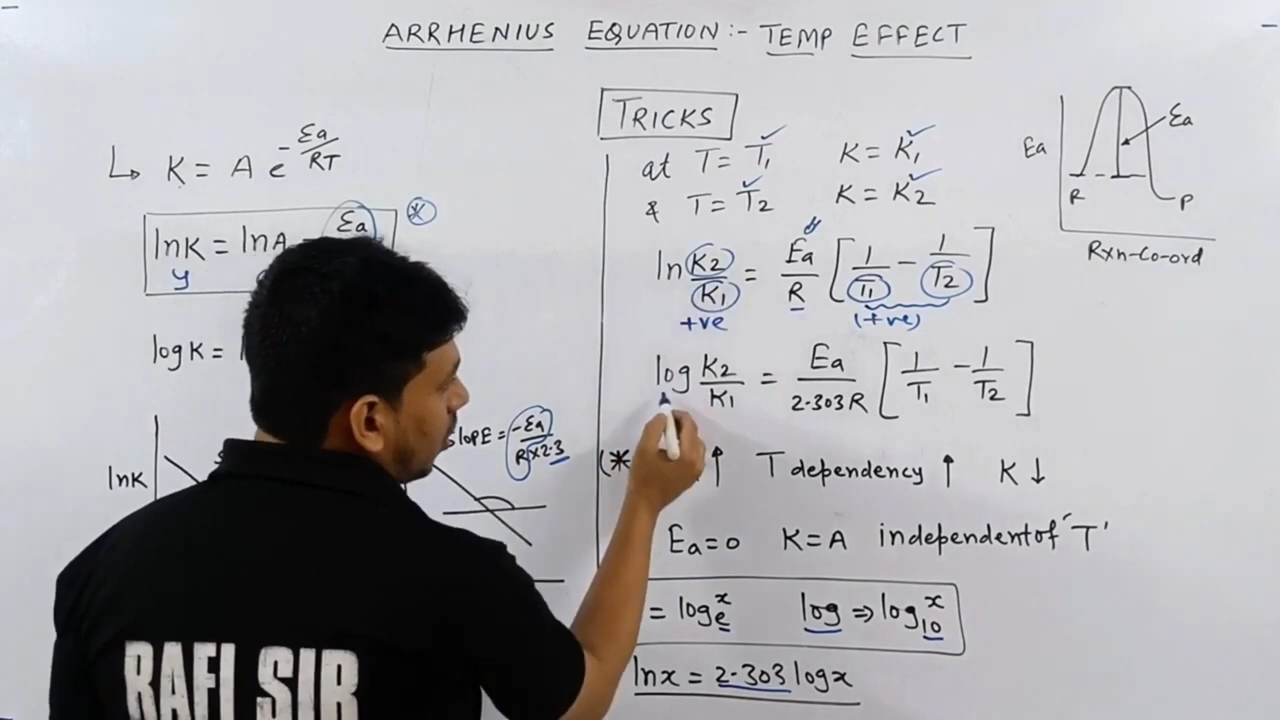 ARRHENIUS EQUATION:- TEMP EFFECT
K = A e^-Ea/RT
lnK = lnA - Ea
y
logK =
lnK
slope = -Ea/R×2.3
TRICKS
at T = T1 K = K1
& T = T2 K = K2
ln K2/K1 = Ea/R [1/T1 - 1/T2]
+ve (+ve)
log K2/K1 = Ea/2.303R [1/T1 - 1/T2]
(* ↑ T dependency ↑ K ↓
Ea=0 K=A independent of 'T'
= log e^x log ⇒ log 10^x
lnx = 2.303 logx
Ea
Ea
R
P
Rxn-Co-ord
RAFI SIR